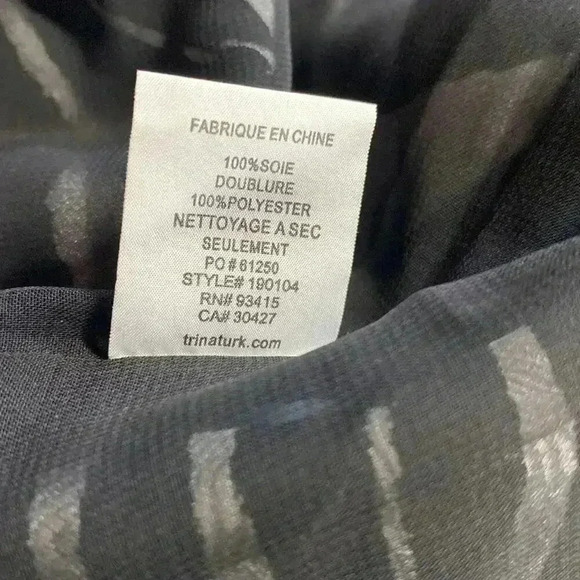 FABRIQUE EN CHINE
100%SOIE
DOUBLURE
100%POLYESTER
NETTOYAGE A SEC
SEULEMENT
PO # 61250
STYLE# 190104
RN# 93415
CA# 30427
trinaturk.com